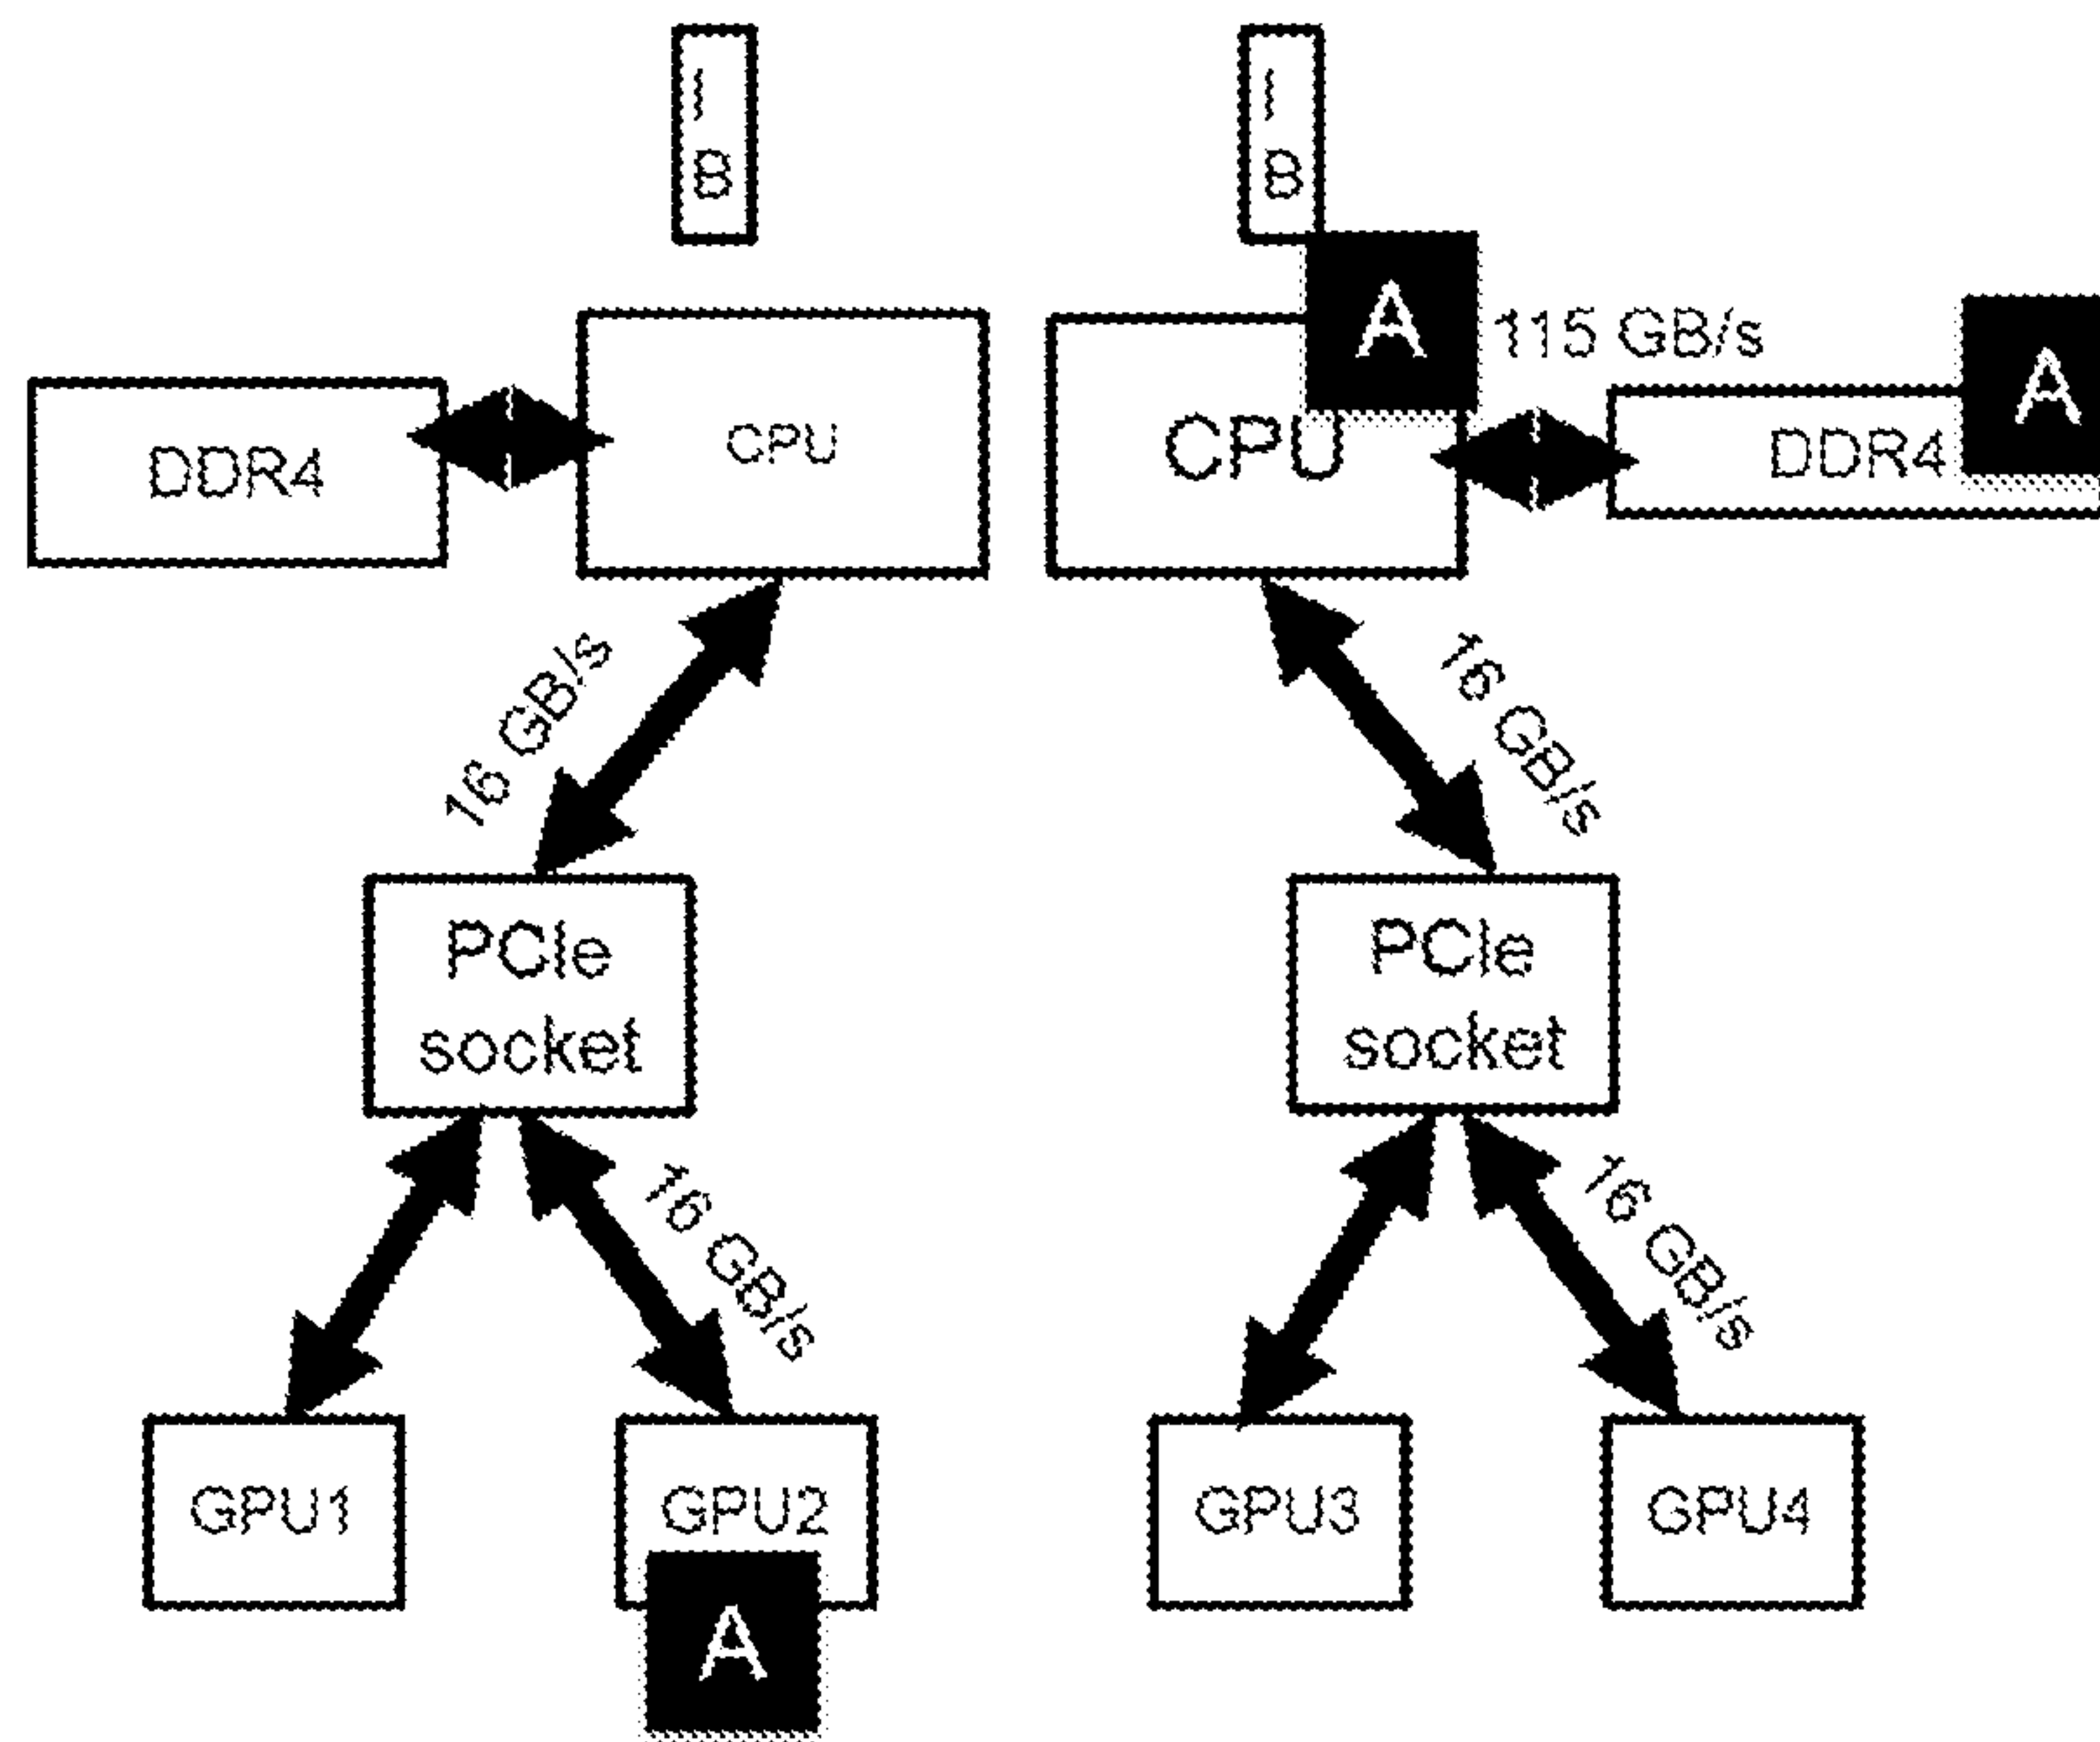 I
B
I
B
A
115 GB/s
A
DDR4
CPU
CPU
DDR4
16 GB/s
16 GB/s
PCIe
socket
PCIe
socket
16 GB/s
16 GB/s
GPU1
GPU2
GPU3
GPU4
A